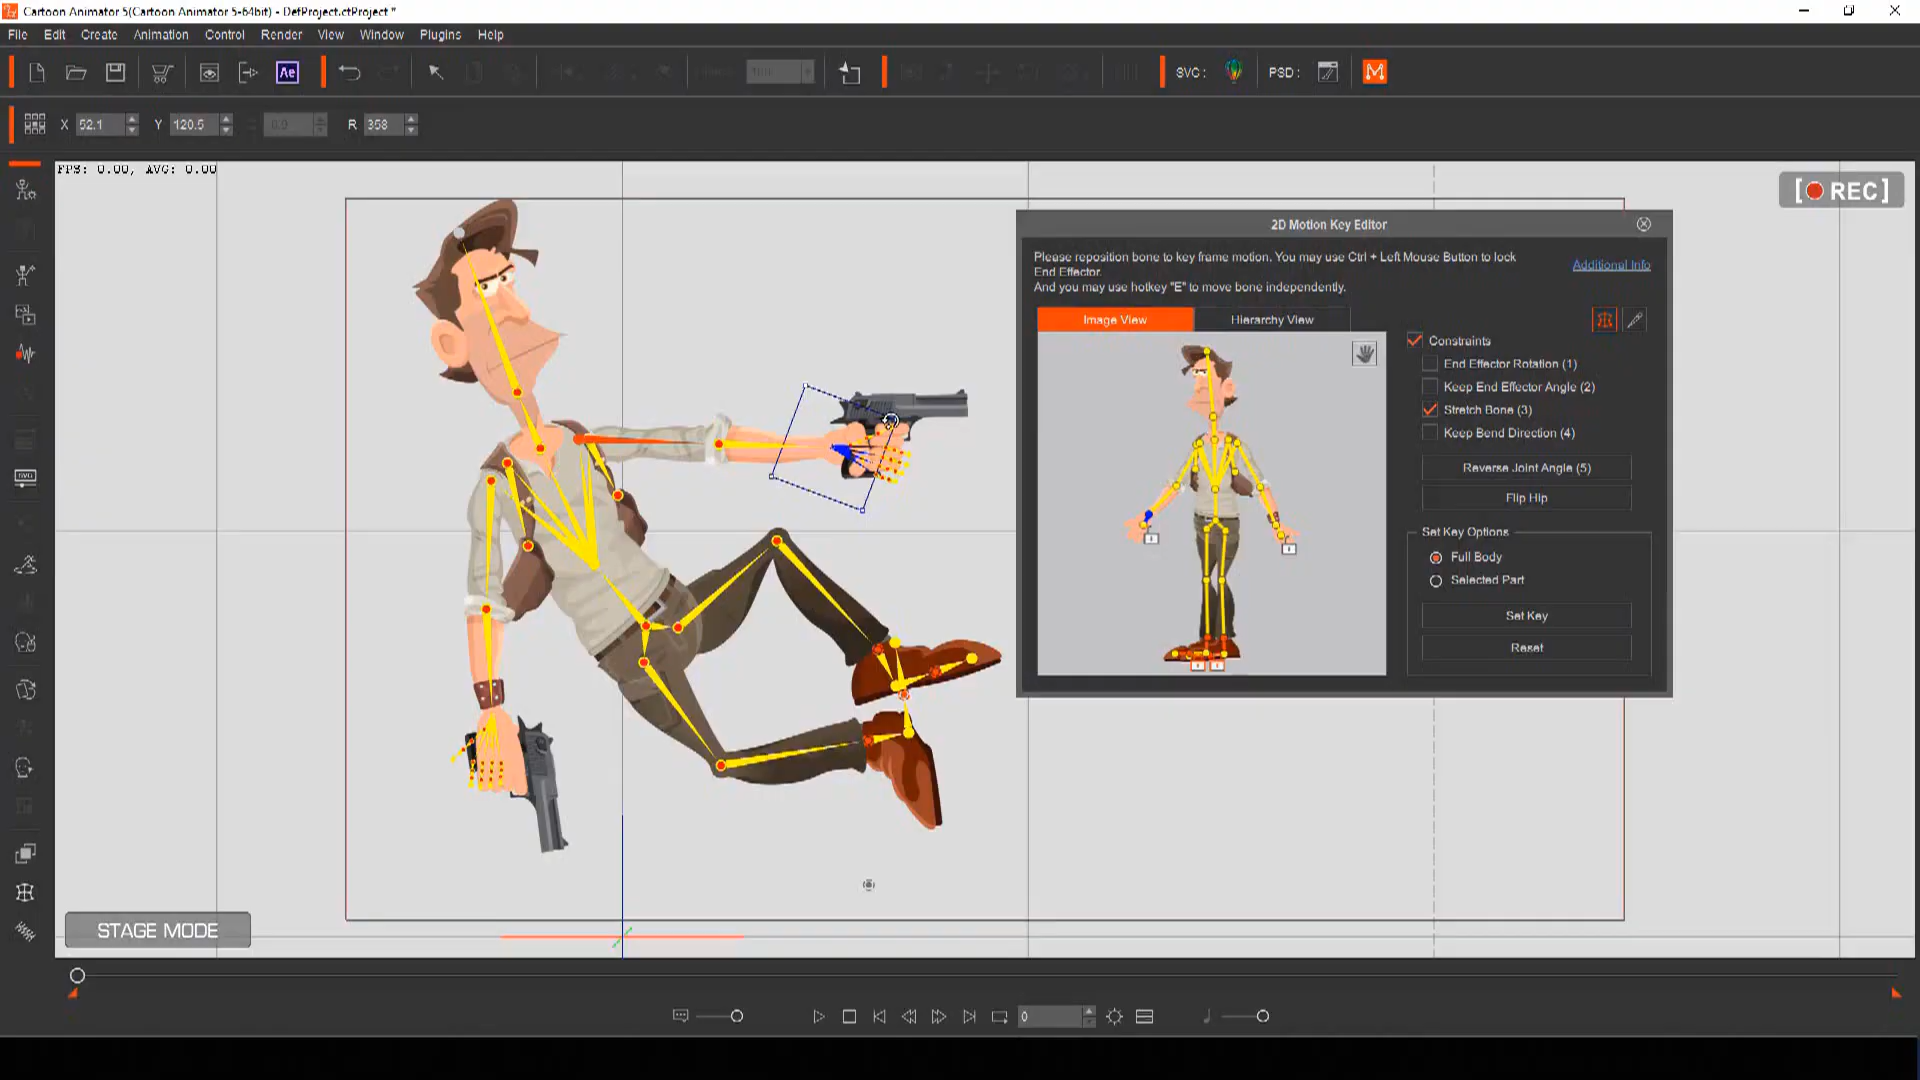 Cartoon Animator 5(Cartoon Animator 5-64bit) - DefProject.ctProject *
File Edit Create Animation Control Render View Window Plugins Help
Ae SVC : PSD :
X 52.1 Y 120.5 0.0 R 358
FPS: 0.00, AVG: 0.00
[ REC]
2D Motion Key Editor
Please reposition bone to key frame motion. You may use Ctrl + Left Mouse Button to lock
End Effector.
And you may use hotkey "E" to move bone independently.
Additional Info
Image View Hierarchy View
Constraints
End Effector Rotation (1)
Keep End Effector Angle (2)
Stretch Bone (3)
Keep Bend Direction (4)
Reverse Joint Angle (5)
Flip Hip
Set Key Options
Full Body
Selected Part
Set Key
Reset
STAGE MODE
0